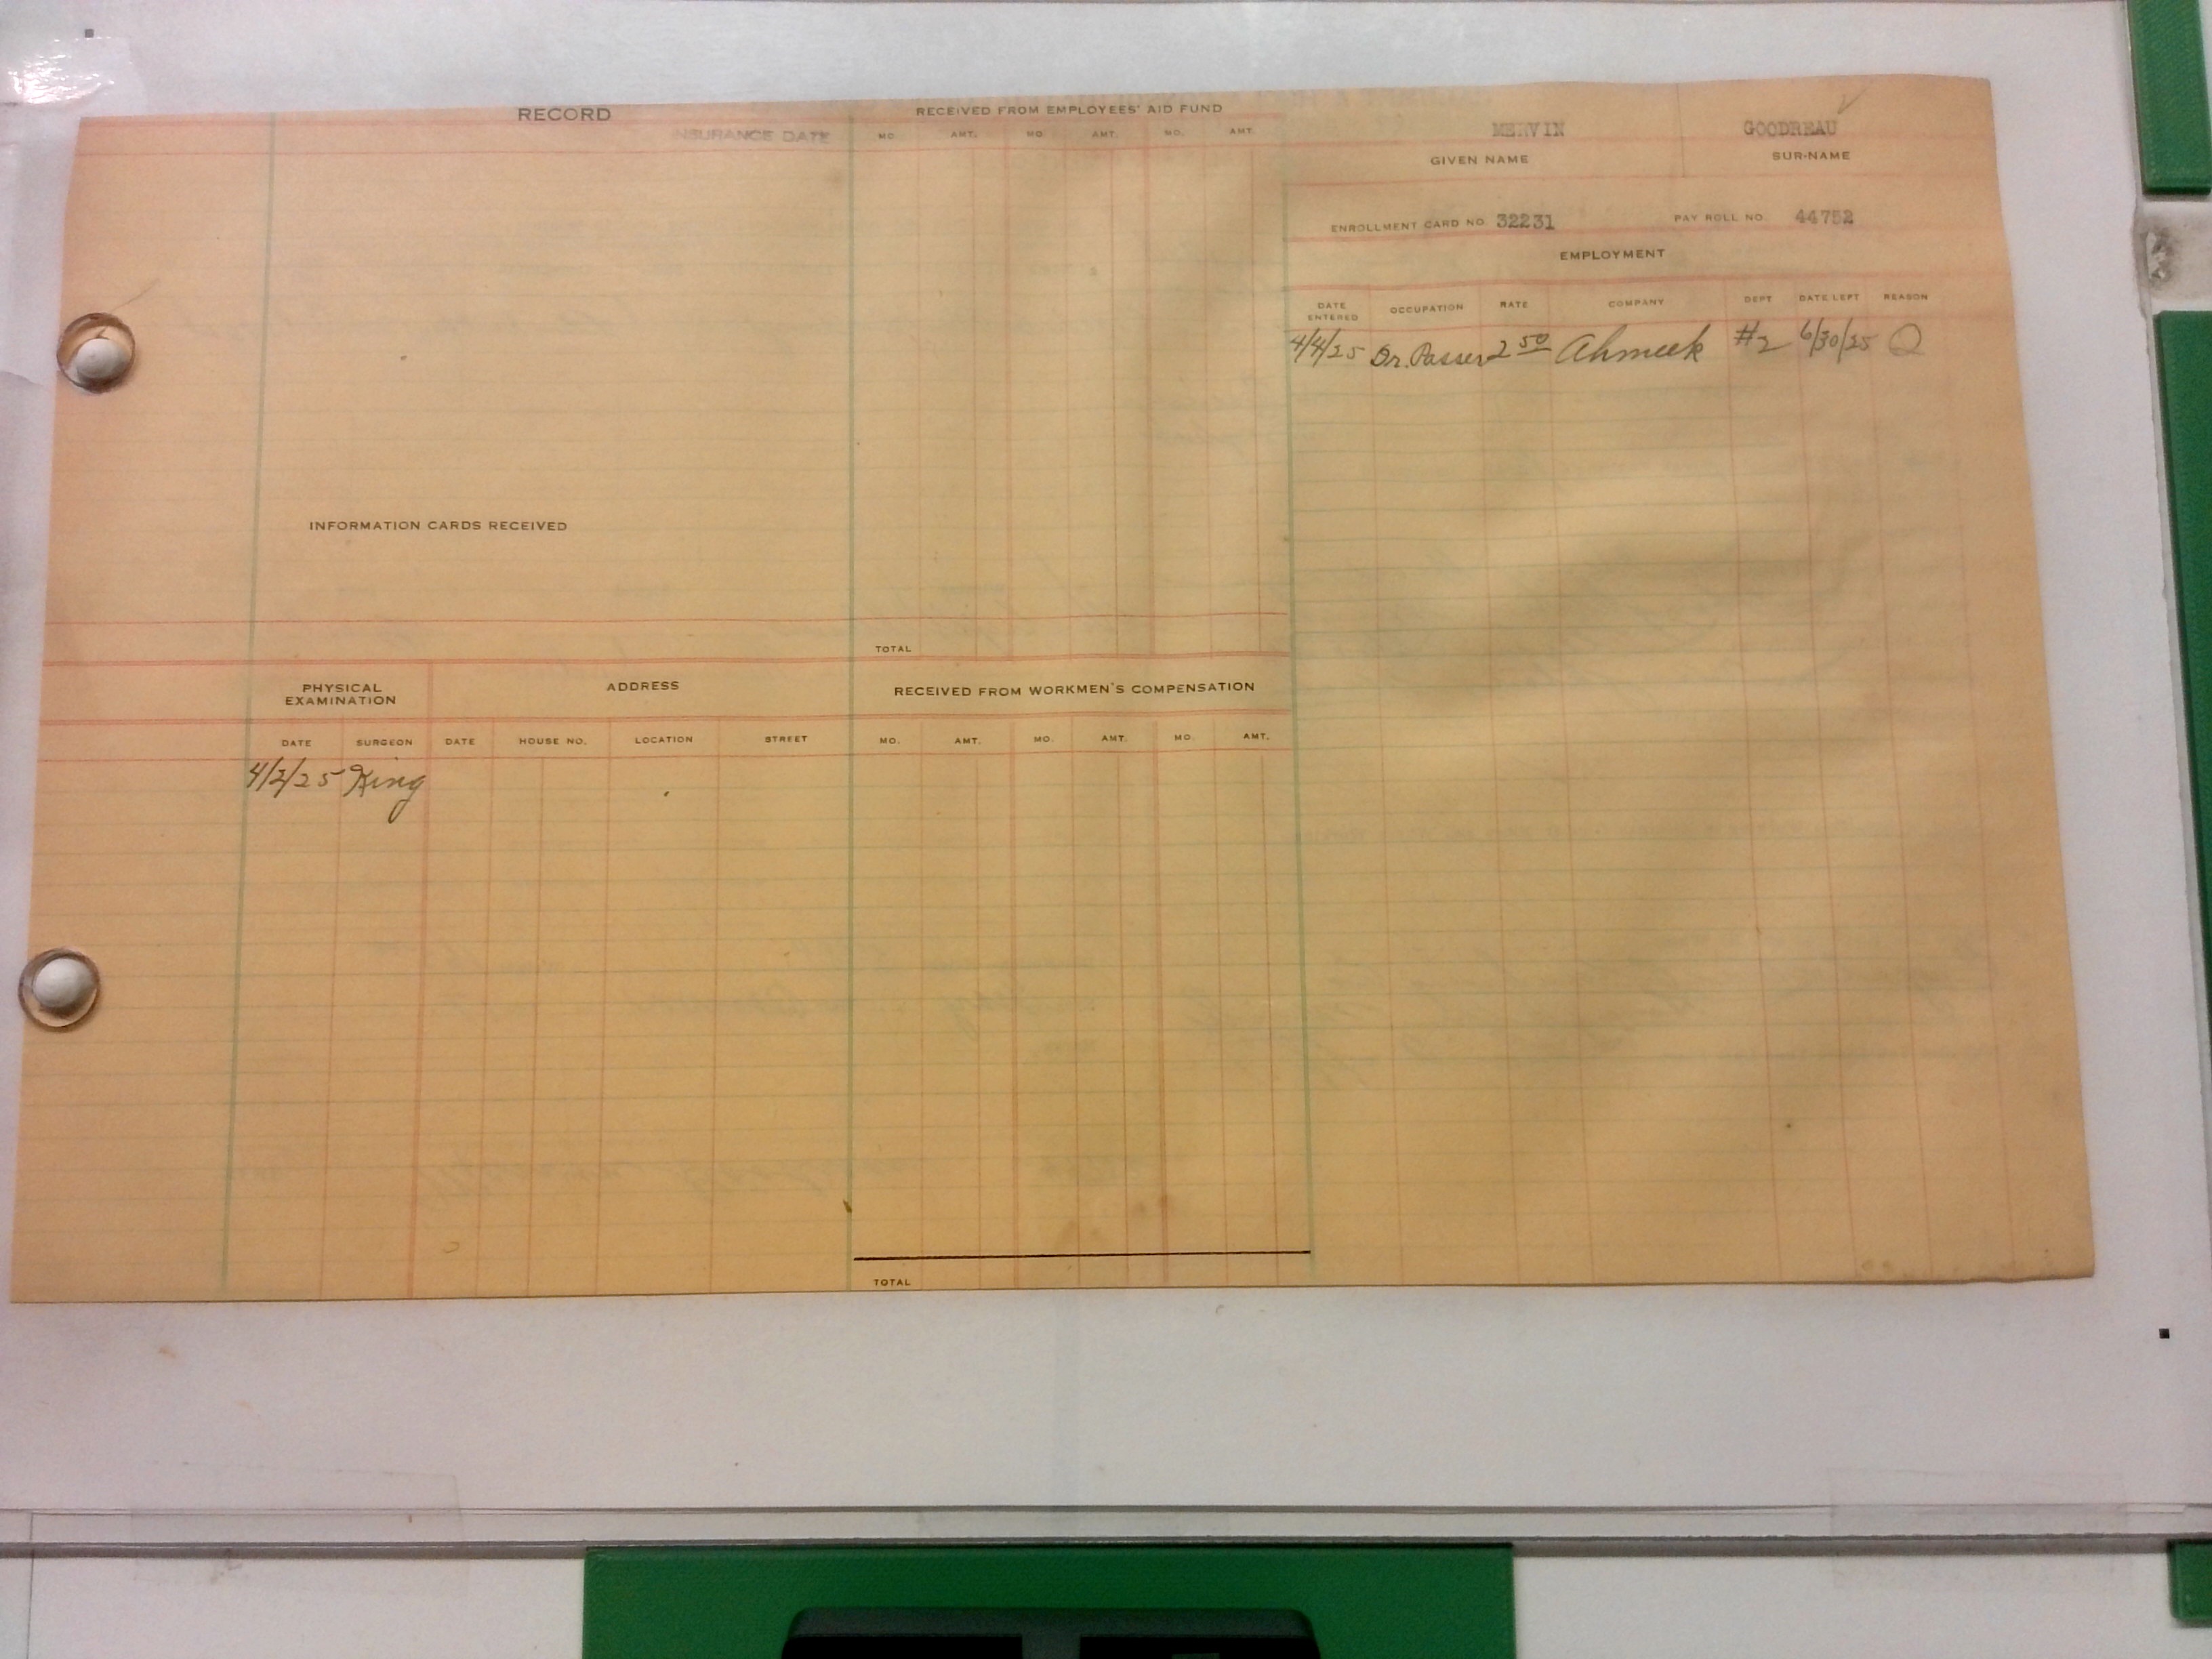 RECORD
INSURANCE DATE
RECEIVED FROM EMPLOYEES' AID FUND
MO. AMT. MO. AMT. MO. AMT.
INFORMATION CARDS RECEIVED
TOTAL
MERVIN GOODREAU
GIVEN NAME SUR-NAME
ENROLLMENT CARD NO. 32231 PAY ROLL NO. 44752
EMPLOYMENT
DATE ENTERED OCCUPATION RATE COMPANY DEPT DATE LEFT REASON
4/4/25 Dr. Passer 2 50 Ahmeek #2 6/30/25 Q
PHYSICAL EXAMINATION ADDRESS RECEIVED FROM WORKMEN'S COMPENSATION
DATE SURGEON DATE HOUSE NO. LOCATION STREET MO. AMT. MO. AMT. MO. AMT.
4/2/25 King
TOTAL